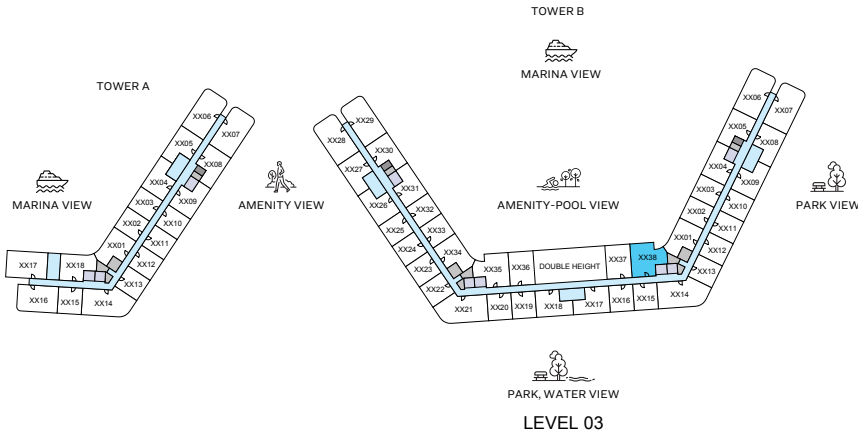 TOWER B
MARINA VIEW
TOWER A
MARINA VIEW
AMENITY VIEW
AMENITY-POOL VIEW
PARK VIEW
XX06
XX07
XX05
XX08
XX04
XX09
XX03
XX10
XX02
XX11
XX01
XX12
XX17
XX18
XX13
XX16
XX15
XX14
XX29
XX28
XX30
XX27
XX31
XX26
XX32
XX25
XX33
XX24
XX34
XX23
XX22
XX35
XX36
DOUBLE HEIGHT
XX37
XX38
XX21
XX20
XX19
XX18
XX17
XX16
XX15
XX14
XX06
XX07
XX05
XX08
XX04
XX09
XX03
XX10
XX02
XX11
XX01
XX12
XX13
PARK, WATER VIEW
LEVEL 03